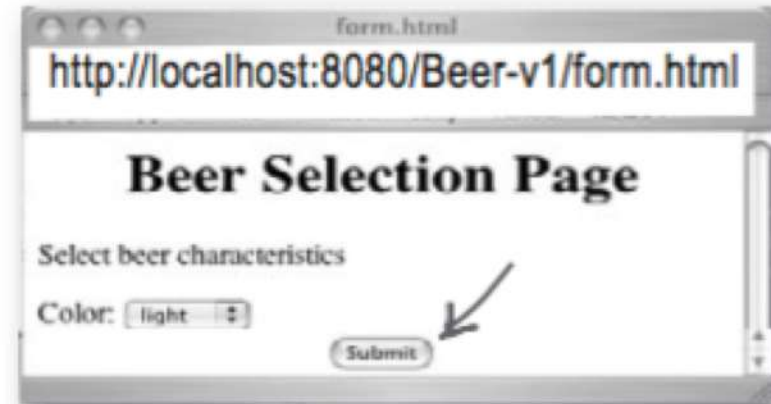 form.html
http://localhost:8080/Beer-v1/form.html
Beer Selection Page
Select beer characteristics
Color: light
Submit